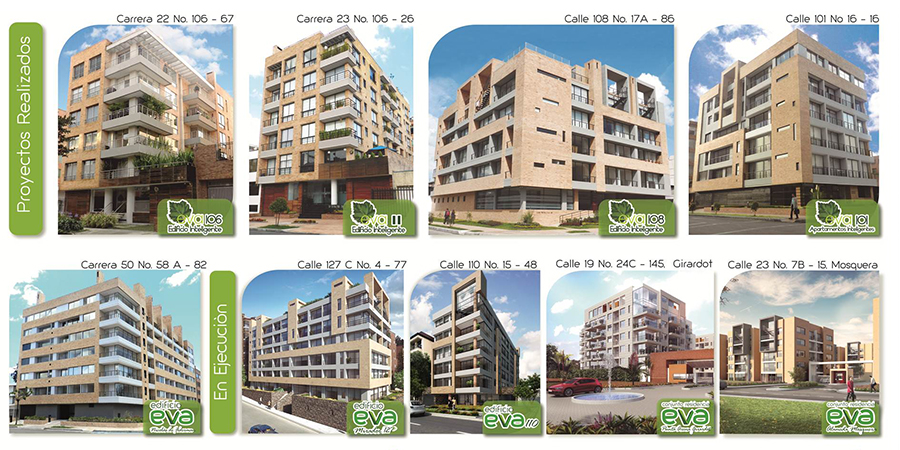 Proyectos Realizados
Carrera 22 No. 106 - 67
eva 106
Edificio Inteligente
Carrera 23 No. 106 - 26
eva 11
Edificio Inteligente
Calle 108 No. 17A - 86
eva 108
Edificio Inteligente
Calle 101 No 16 - 16
eva 101
Apartamentos Inteligentes
Carrera 50 No. 58 A - 82
edificio
eva
En Ejecución
Calle 127 C No. 4 - 77
edificio
eva
Mirador 127
Calle 110 No. 15 - 48
edificio
eva 110
Calle 19 No. 24C - 145, Girardot
conjunto residencial
eva
Calle 23 No. 7B - 15, Mosquera
conjunto residencial
eva